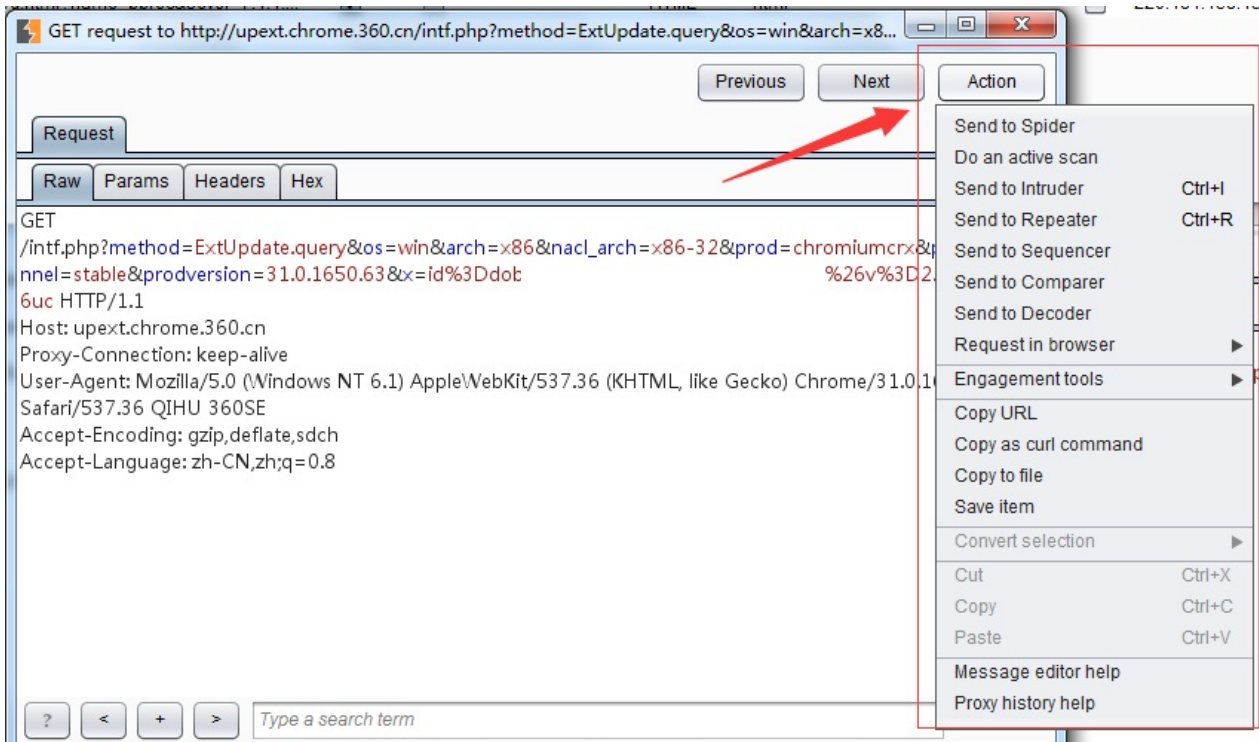 GET request to http://upext.chrome.360.cn/intf.php?method=ExtUpdate.query&os=win&arch=x8...
Previous
Next
Action
Request
Raw
Params
Headers
Hex
GET
/intf.php?method=ExtUpdate.query&os=win&arch=x86&nacl_arch=x86-32&prod=chromiumcrx&
nnel=stable&prodversion=31.0.1650.63&x=id%3Ddob %26v%3D2.
6uc HTTP/1.1
Host: upext.chrome.360.cn
Proxy-Connection: keep-alive
User-Agent: Mozilla/5.0 (Windows NT 6.1) AppleWebKit/537.36 (KHTML, like Gecko) Chrome/31.0.1
Safari/537.36 QIHU 360SE
Accept-Encoding: gzip,deflate,sdch
Accept-Language: zh-CN,zh;q=0.8
Send to Spider
Do an active scan
Send to Intruder Ctrl+I
Send to Repeater Ctrl+R
Send to Sequencer
Send to Comparer
Send to Decoder
Request in browser
Engagement tools
Copy URL
Copy as curl command
Copy to file
Save item
Convert selection
Cut Ctrl+X
Copy Ctrl+C
Paste Ctrl+V
Message editor help
Proxy history help
? < + >
Type a search term